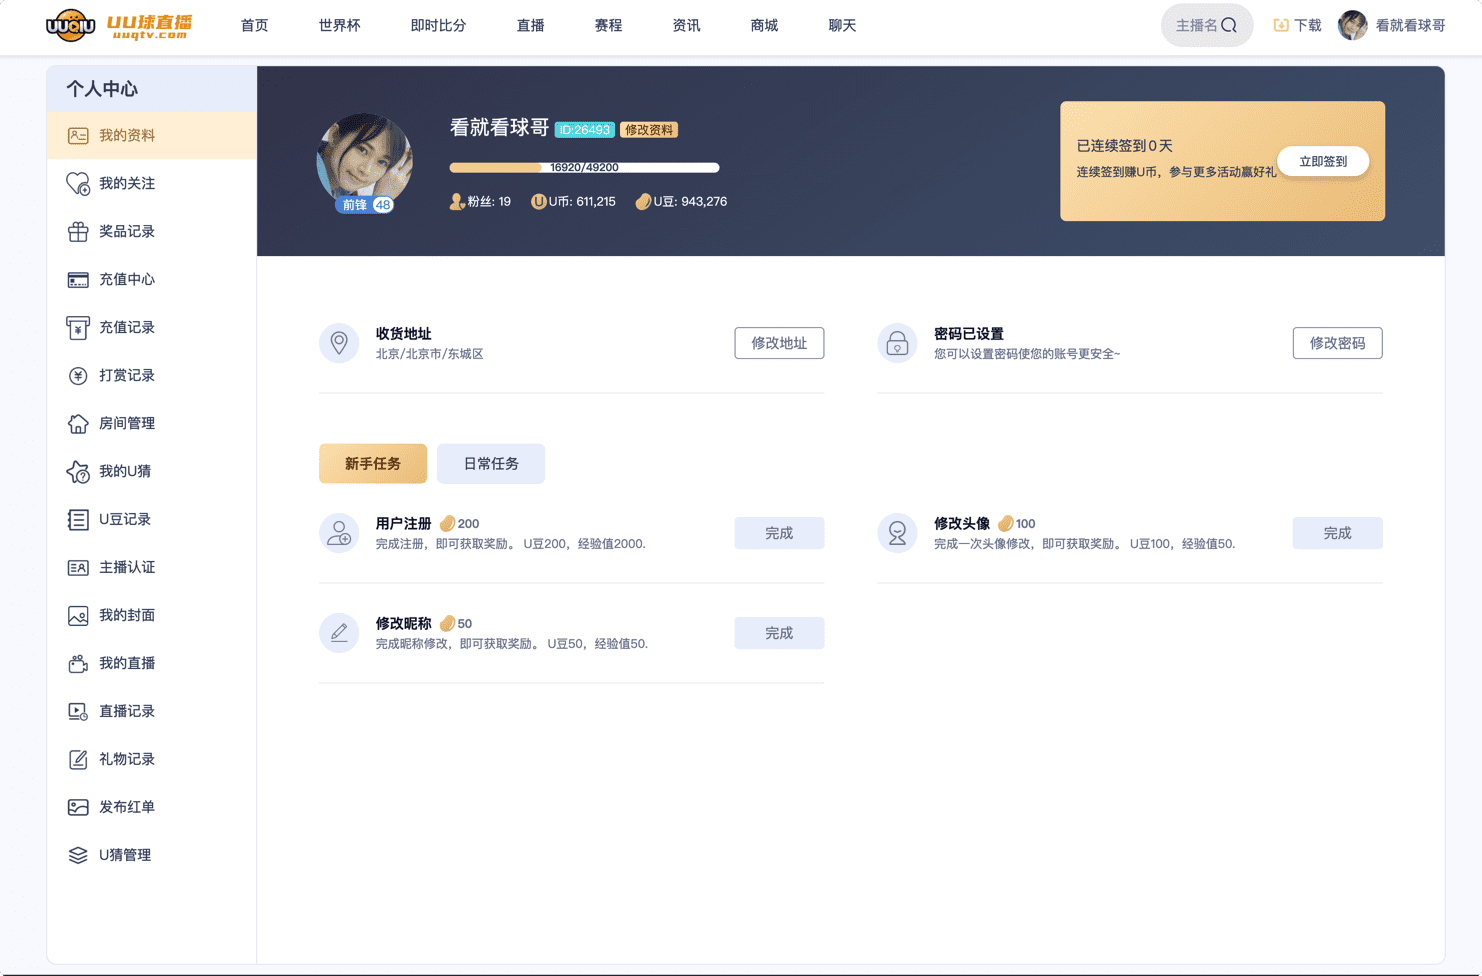 UUQIU UU球直播
uuqtv.com
首页 世界杯 即时比分 直播 赛程 资讯 商城 聊天
主播名 下载 看就看球哥
个人中心
我的资料
我的关注
奖品记录
充值中心
充值记录
打赏记录
房间管理
我的U猜
U豆记录
主播认证
我的封面
我的直播
直播记录
礼物记录
发布红单
U猜管理
看就看球哥 ID:26493 修改资料
16920/49200
前锋 48
粉丝: 19 U币: 611,215 U豆: 943,276
已连续签到0天
连续签到赚U币，参与更多活动赢好礼
立即签到
收货地址
北京/北京市/东城区
修改地址
密码已设置
您可以设置密码使您的账号更安全~
修改密码
新手任务 日常任务
用户注册 200
完成注册，即可获取奖励。 U豆200，经验值2000.
完成
修改头像 100
完成一次头像修改，即可获取奖励。 U豆100，经验值50.
完成
修改昵称 50
完成昵称修改，即可获取奖励。 U豆50，经验值50.
完成